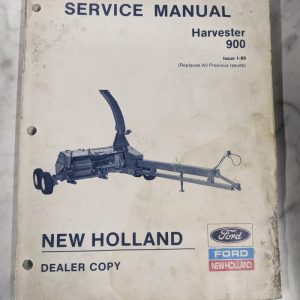 SERVICE MANUAL
Harvester
900
Issue 1-89
(Replaces All Previous Issues)
NEW HOLLAND
DEALER COPY
Ford
FORD
NEW HOLLAND